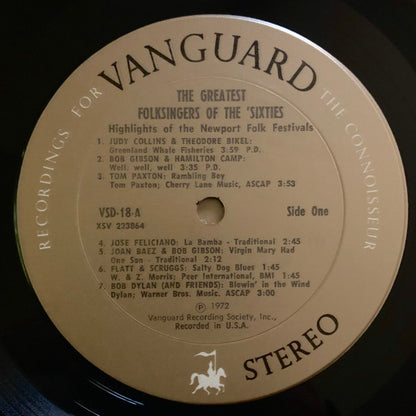 RECORDINGS FOR VANGUARD THE CONNOISSEUR
THE GREATEST
FOLKSINGERS OF THE 'SIXTIES
Highlights of the Newport Folk Festivals
1. JUDY COLLINS & THEODORE BIKEL:
Greenland Whale Fisheries 3:59 P.D.
2. BOB GIBSON & HAMILTON CAMP:
Well, well, well 3:35 P.D.
3. TOM PAXTON: Rambling Boy
Tom Paxton; Cherry Lane Music, ASCAP 3:53
VSD-18-A Side One
XSV 223864
4. JOSE FELICIANO: La Bamba - Traditional 2:45
5. JOAN BAEZ & BOB GIBSON: Virgin Mary Had
One Son - Traditional 2:12
6. FLATT & SCRUGGS: Salty Dog Blues 1:45
W. & Z. Morris; Peer International, BMI 1:45
7. BOB DYLAN (AND FRIENDS): Blowin' in the Wind
Dylan; Warner Bros. Music. ASCAP 3:00
℗ 1972
Vanguard Recording Society, Inc.,
Recorded in U.S.A.
STEREO